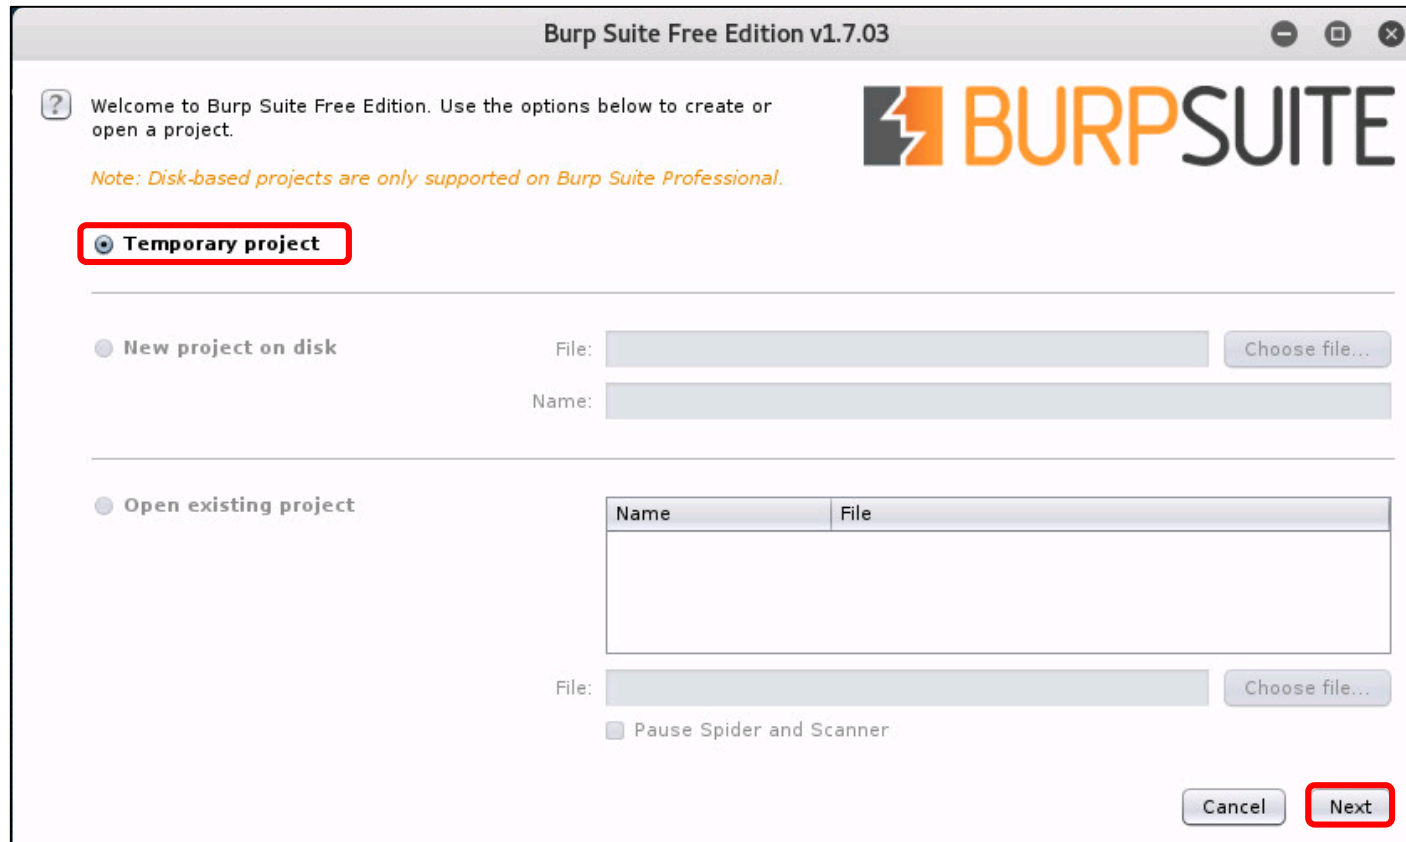 Burp Suite Free Edition v1.7.03
?
Welcome to Burp Suite Free Edition. Use the options below to create or
open a project.
BURPSUITE
Note: Disk-based projects are only supported on Burp Suite Professional.
Temporary project
New project on disk
File:
Choose file...
Name:
Open existing project
Name
File
File:
Choose file...
Pause Spider and Scanner
Cancel
Next